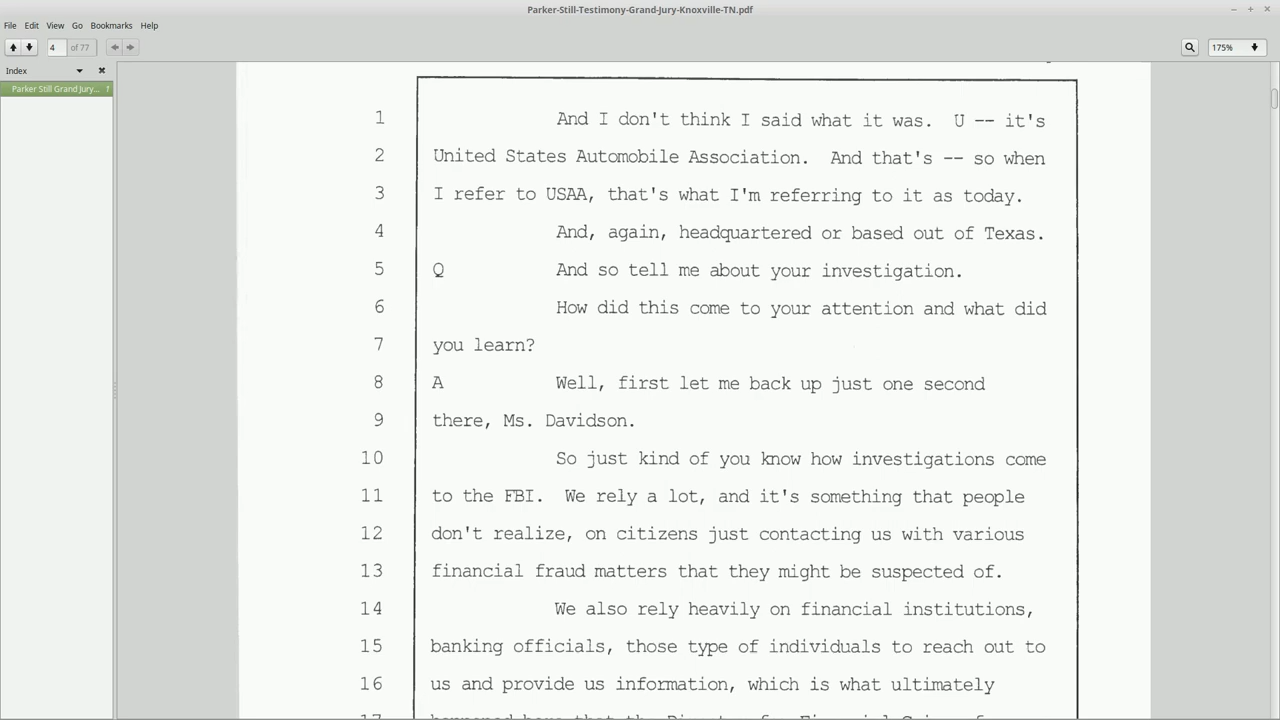 Parker-Still-Testimony-Grand-Jury-Knoxville-TN.pdf
File Edit View Go Bookmarks Help
4 of 77 175%
Index
Parker Still Grand Jury... 1
1 And I don't think I said what it was. U -- it's
2 United States Automobile Association. And that's -- so when
3 I refer to USAA, that's what I'm referring to it as today.
4 And, again, headquartered or based out of Texas.
5 Q And so tell me about your investigation.
6 How did this come to your attention and what did
7 you learn?
8 A Well, first let me back up just one second
9 there, Ms. Davidson.
10 So just kind of you know how investigations come
11 to the FBI. We rely a lot, and it's something that people
12 don't realize, on citizens just contacting us with various
13 financial fraud matters that they might be suspected of.
14 We also rely heavily on financial institutions,
15 banking officials, those type of individuals to reach out to
16 us and provide us information, which is what ultimately